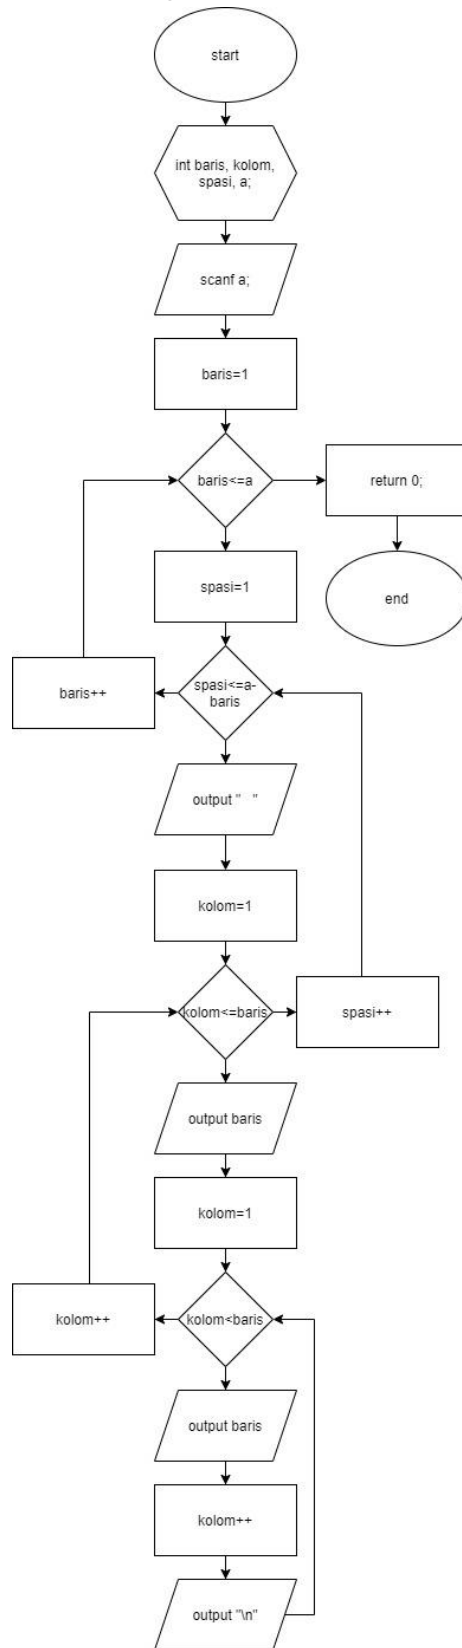 start
int baris, kolom,
spasi, a;
scanf a;
baris=1
baris<=a
return 0;
spasi=1
end
baris++
spasi<=a-
baris
output "   "
kolom=1
kolom<=baris
spasi++
output baris
kolom=1
kolom++
kolom<baris
output baris
kolom++
output "\n"